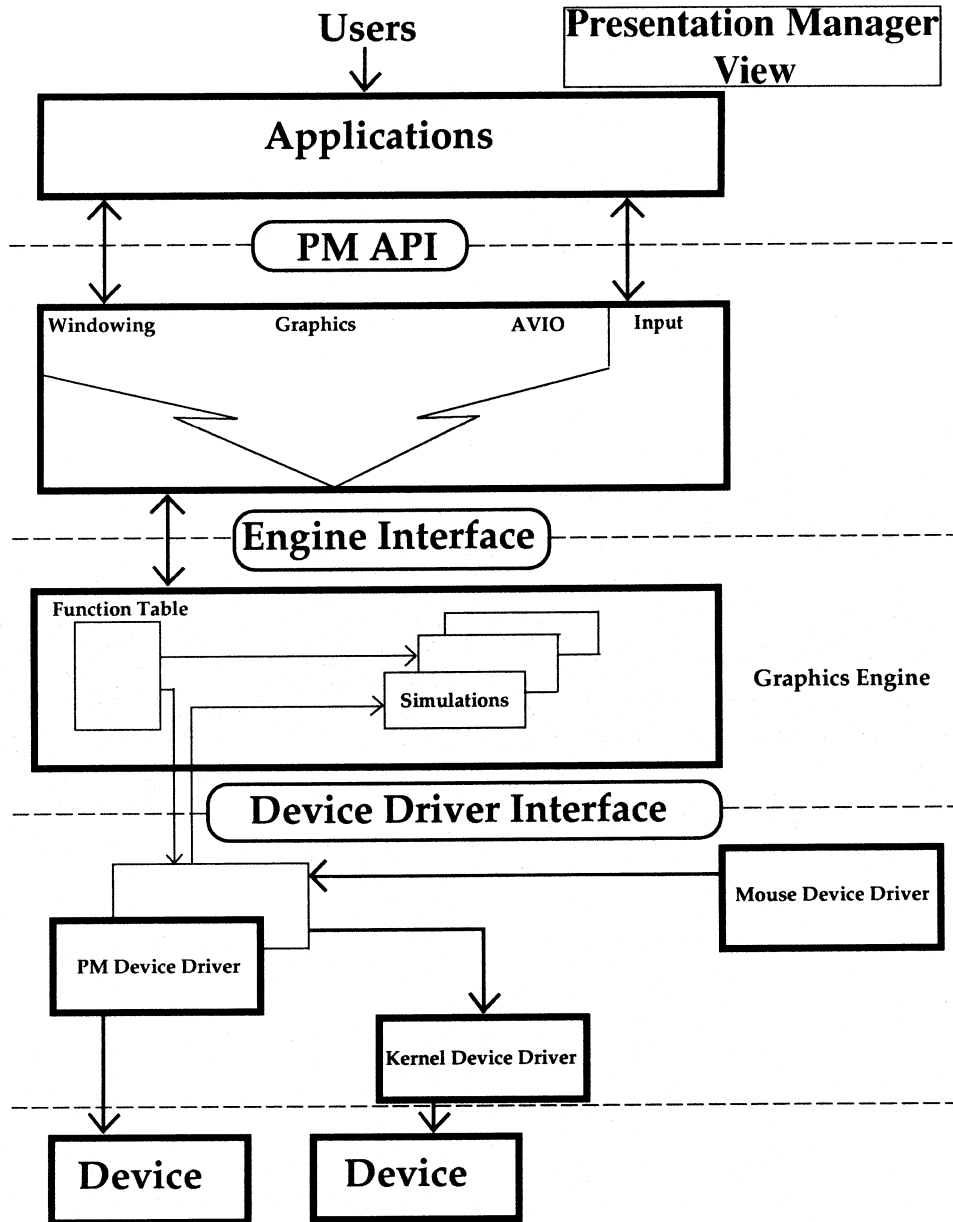 Users
Presentation Manager
View
Applications
PM API
Windowing Graphics AVIO Input
Engine Interface
Function Table
Simulations
Graphics Engine
Device Driver Interface
Mouse Device Driver
PM Device Driver
Kernel Device Driver
Device
Device